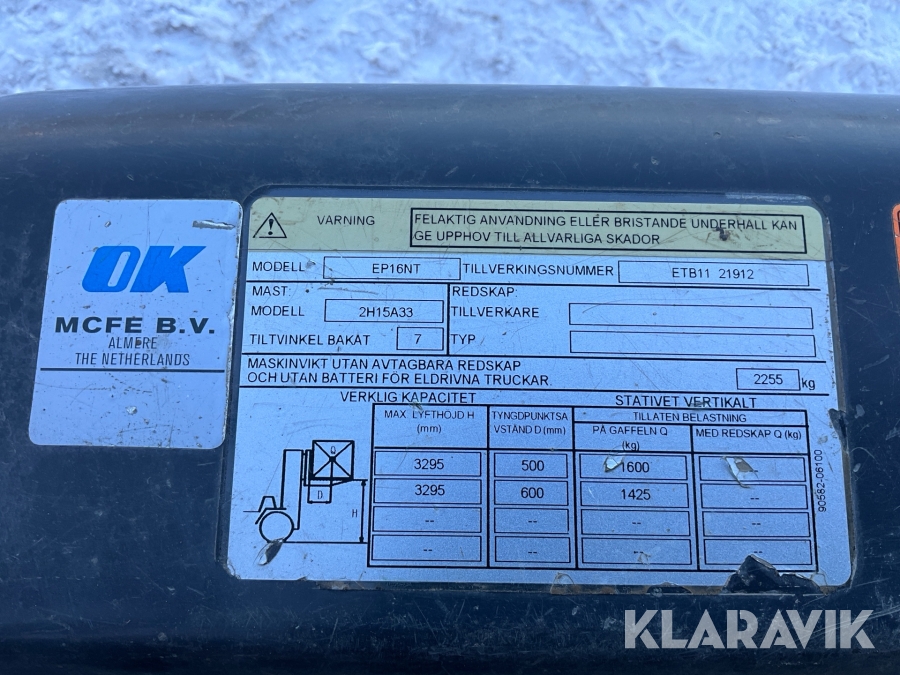 OK
MCFE B.V.
ALMERE
THE NETHERLANDS
VARNING
FELAKTIG ANVANDNING ELLER BRISTANDE UNDERHALL KAN
GE UPPHOV TILL ALLVARLIGA SKADOR
MODELL EP16NT TILLVERKINGSNUMMER ETB11 21912
MAST: REDSKAP:
MODELL 2H15A33 TILLVERKARE
TILTVINKEL BAKÁT 7 TYP
MASKINVIKT UTAN AVTAGBARA REDSKAP
OCH UTAN BATTERI FÖR ELDRIVNA TRUCKAR. 2255 kg
VERKLIG KAPACITET STATIVET VERTIKALT
MAX. LYFTHÖJD H TYNGDPUNKTSA TILLATEN BELASTNING
(mm) VSTÅND D (mm) PÅ GAFFELN Q MED REDSKAP Q (kg)
(kg)
3295 500 1600 --
3295 600 1425 --
-- -- -- --
-- -- -- --
Q
D
H
90582-06100
KLARAVIK